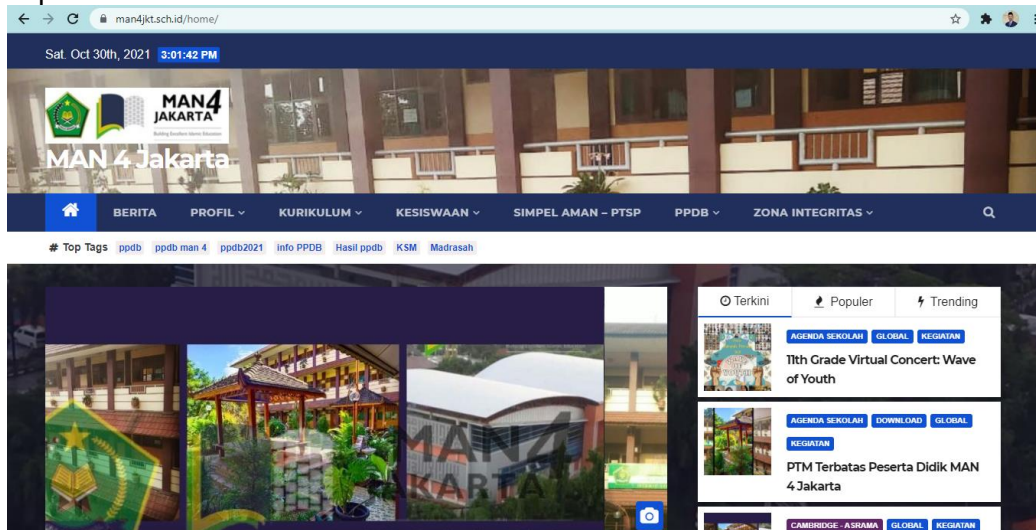 man4jkt.sch.id/home/
Sat. Oct 30th, 2021 3:01:42 PM
MAN4
JAKARTA
MAN 4 Jakarta
BERITA PROFIL KURIKULUM KESISWAAN SIMPEL AMAN – PTSP PPDB ZONA INTEGRITAS
# Top Tags ppdb ppdb man 4 ppdb2021 info PPDB Hasil ppdb KSM Madrasah
Terkini Populer Trending
AGENDA SEKOLAH GLOBAL KEGIATAN
11th Grade Virtual Concert: Wave
of Youth
AGENDA SEKOLAH DOWNLOAD GLOBAL
KEGIATAN
PTM Terbatas Peserta Didik MAN
4 Jakarta
CAMBRIDGE - ASRAMA GLOBAL KEGIATAN
MAN4
JAKARTA